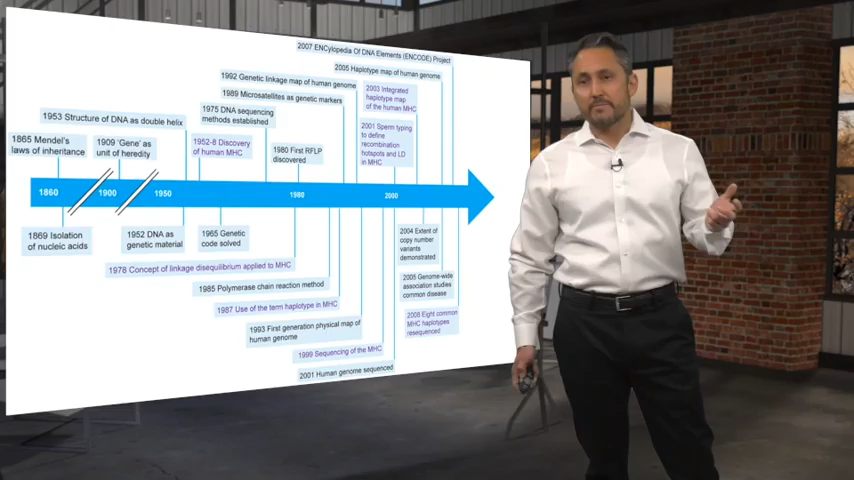 2007 ENCylopedia Of DNA Elements (ENCODE) Project
2005 Haplotype map of human genome
1992 Genetic linkage map of human genome
1989 Microsatellites as genetic markers
2003 Integrated
haplotype map
of the human MHC
1975 DNA sequencing
methods established
1953 Structure of DNA as double helix
2001 Sperm typing
to define
recombination
hotspots and LD
in MHC
1865 Mendel's
laws of inheritance
1909 'Gene' as
unit of heredity
1952-8 Discovery
of human MHC
1980 First RFLP
discovered
1860
1900
1950
1980
2000
1869 Isolation
of nucleic acids
1952 DNA as
genetic material
1965 Genetic
code solved
2004 Extent of
copy number
variants
demonstrated
1978 Concept of linkage disequilibrium applied to MHC
1985 Polymerase chain reaction method
2005 Genome-wide
association studies
common disease
1987 Use of the term haplotype in MHC
2008 Eight common
MHC haplotypes
resequenced
1993 First generation physical map of
human genome
1999 Sequencing of the MHC
2001 Human genome sequenced